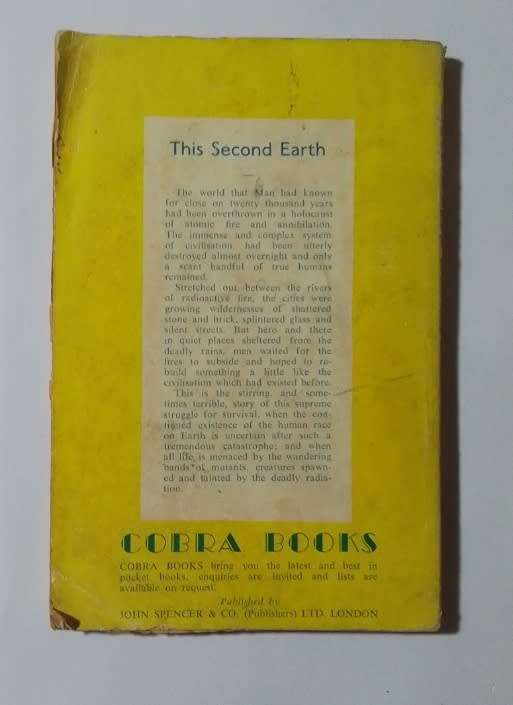 This Second Earth
The world that Man had known
for close on twenty thousand years
had been overthrown in a holocaust
of atomic fire and annihilation.
The immense and complex system
of civilisation had been utterly
destroyed almost overnight and only
a scant handful of true humans
remained.
Stretched out between the rivers
of radioactive fire, the cities were
growing wildernesses of shattered
stone and brick, splintered glass and
silent streets. But here and there
in quiet places sheltered from the
deadly rains, men waited for the
fires to subside and hoped to re-
build something a little like the
civilisation which had existed before.
This is the stirring, and some-
times terrible, story of this supreme
struggle for survival, when the con-
tinued existence of the human race
on Earth is uncertain after such a
tremendous catastrophe; and when
all life is menaced by the wandering
bands of mutants, creatures spawn-
ed and tainted by the deadly radia-
tion.
COBRA BOOKS
COBRA BOOKS bring you the latest and best in
pocket books, enquiries are invited and lists are
available on request.
Published by
JOHN SPENCER & CO. (Publishers) LTD. LONDON